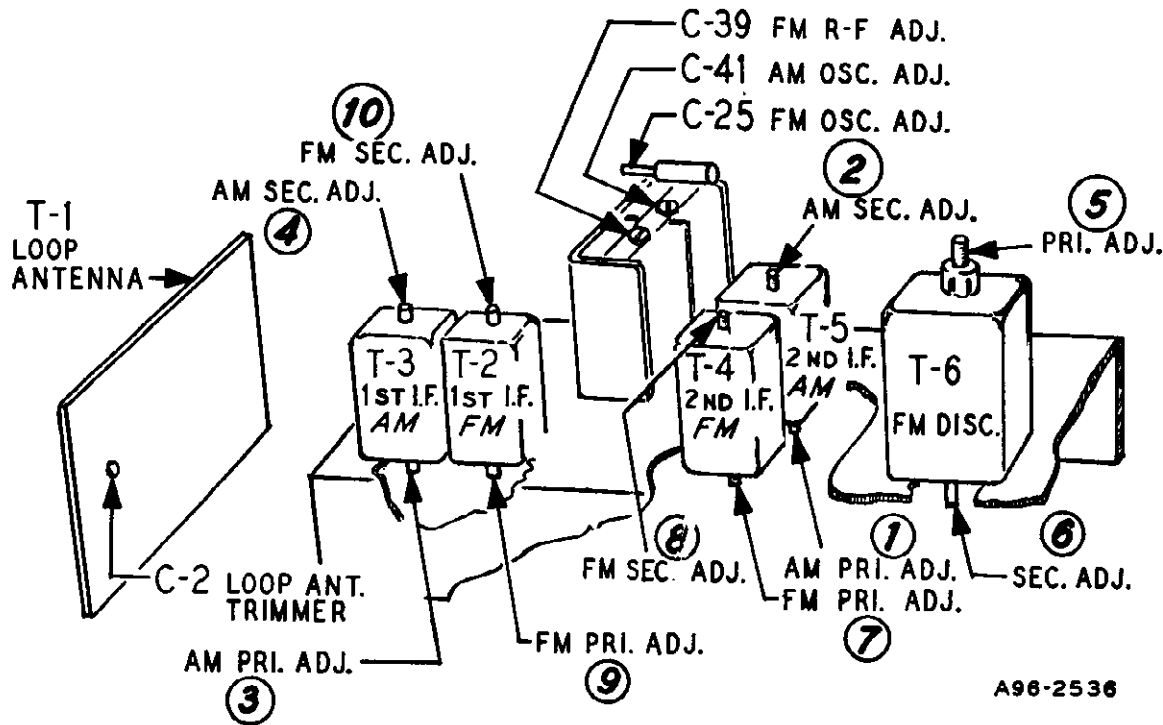 C-39 FM R-F ADJ.
C-41 AM OSC. ADJ.
C-25 FM OSC. ADJ.
10
FM SEC. ADJ.
AM SEC. ADJ.
4
T-1
LOOP
ANTENNA
2
AM SEC. ADJ.
5
PRI. ADJ.
T-3
1ST I.F.
AM
T-2
1ST I.F.
FM
T-4
2ND I.F.
FM
T-5
2ND I.F.
AM
T-6
FM DISC.
C-2 LOOP ANT.
TRIMMER
8
FM SEC. ADJ.
1
AM PRI. ADJ.
FM PRI. ADJ.
7
6
SEC. ADJ.
AM PRI. ADJ.
3
FM PRI. ADJ.
9
A96-2536